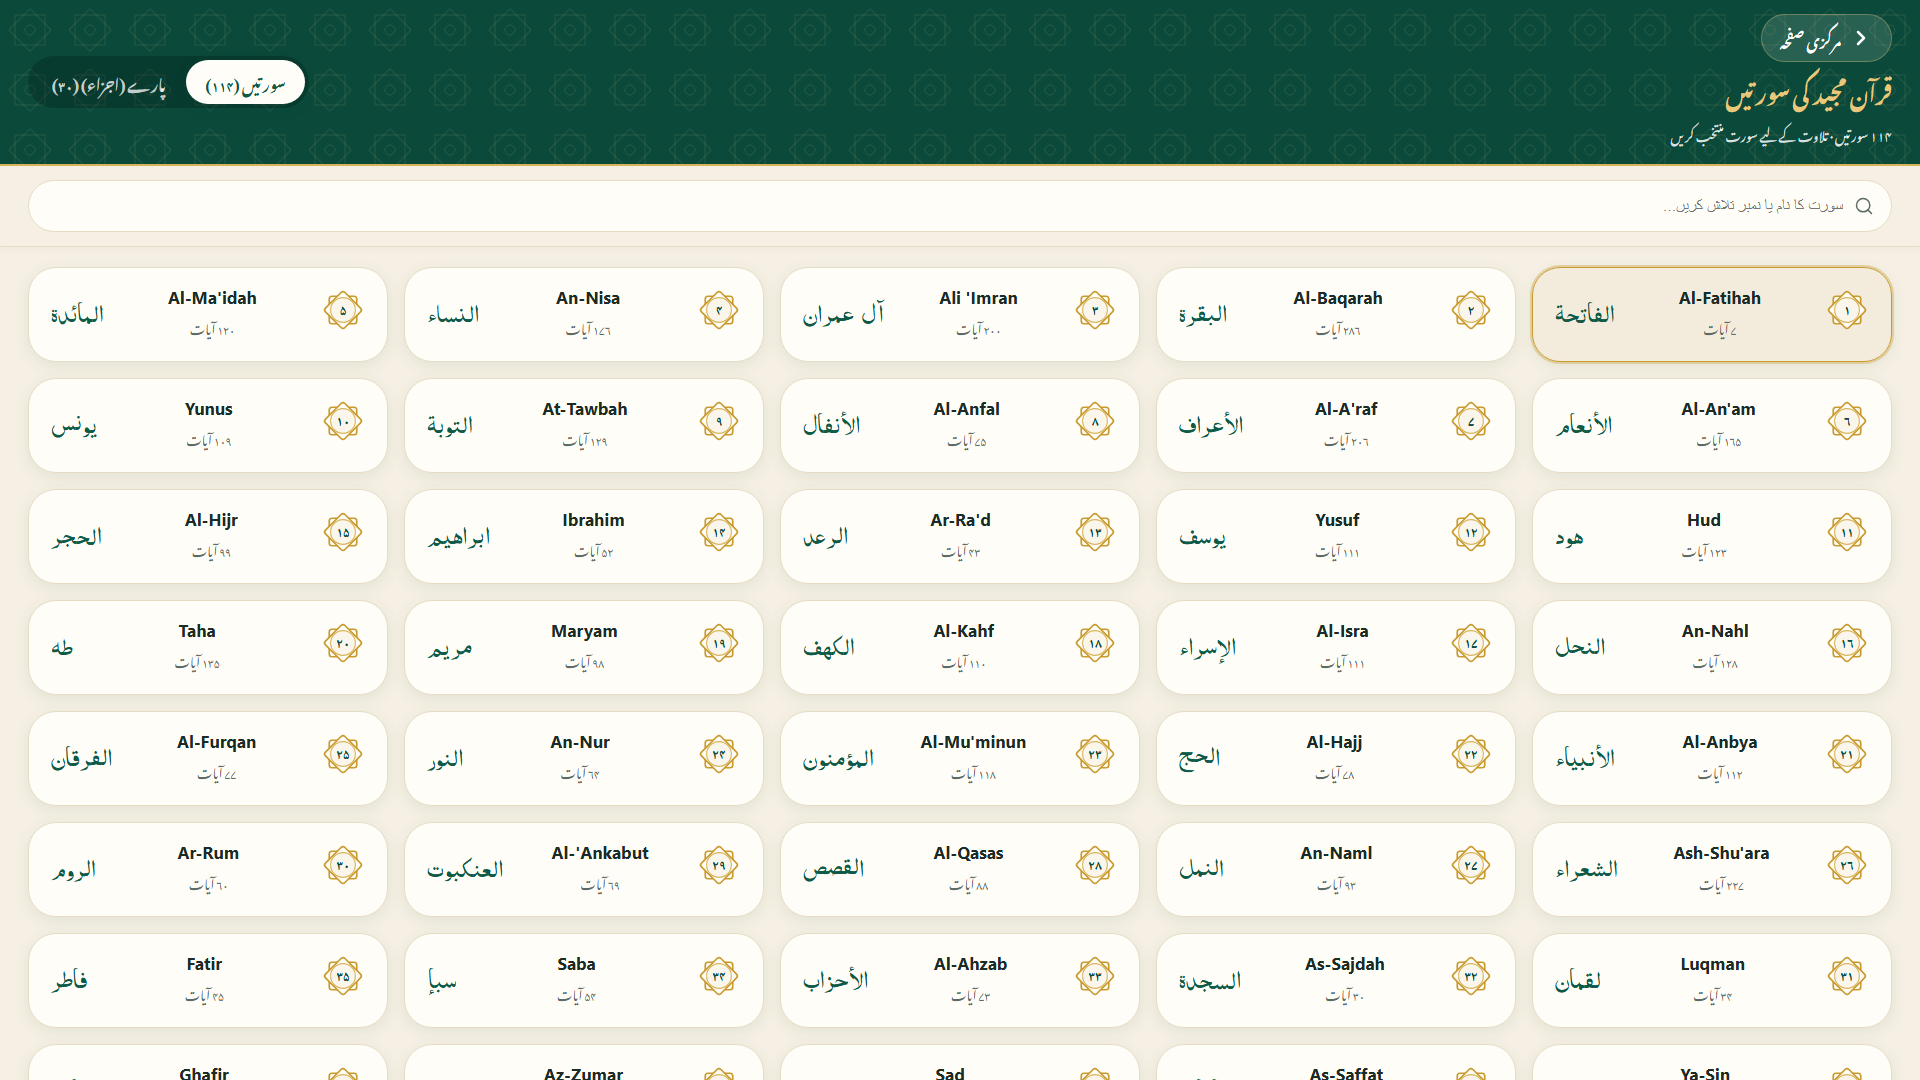 مرکزی صفحہ
قرآن مجید کی سورتیں
۱۱۴ سورتیں · تلاوت کے لیے سورت منتخب کریں
سورتیں (۱۱۴)
پارے (اجزاء) (۳۰)
سورت کا نام یا نمبر تلاش کریں...
۱
Al-Fatihah
۷ آیات
الفاتحة
۲
Al-Baqarah
۲۸۶ آیات
البقرة
۳
Ali 'Imran
۲۰۰ آیات
آل عمران
۴
An-Nisa
۱۷۶ آیات
النساء
۵
Al-Ma'idah
۱۲۰ آیات
المائدة
۶
Al-An'am
۱۶۵ آیات
الأنعام
۷
Al-A'raf
۲۰۶ آیات
الأعراف
۸
Al-Anfal
۷۵ آیات
الأنفال
۹
At-Tawbah
۱۲۹ آیات
التوبة
۱۰
Yunus
۱۰۹ آیات
يونس
۱۱
Hud
۱۲۳ آیات
هود
۱۲
Yusuf
۱۱۱ آیات
يوسف
۱۳
Ar-Ra'd
۴۳ آیات
الرعد
۱۴
Ibrahim
۵۲ آیات
ابراهيم
۱۵
Al-Hijr
۹۹ آیات
الحجر
۱۶
An-Nahl
۱۲۸ آیات
النحل
۱۷
Al-Isra
۱۱۱ آیات
الإسراء
۱۸
Al-Kahf
۱۱۰ آیات
الكهف
۱۹
Maryam
۹۸ آیات
مريم
۲۰
Taha
۱۳۵ آیات
طه
۲۱
Al-Anbya
۱۱۲ آیات
الأنبياء
۲۲
Al-Hajj
۷۸ آیات
الحج
۲۳
Al-Mu'minun
۱۱۸ آیات
المؤمنون
۲۴
An-Nur
۶۴ آیات
النور
۲۵
Al-Furqan
۷۷ آیات
الفرقان
۲۶
Ash-Shu'ara
۲۲۷ آیات
الشعراء
۲۷
An-Naml
۹۳ آیات
النمل
۲۸
Al-Qasas
۸۸ آیات
القصص
۲۹
Al-'Ankabut
۶۹ آیات
العنكبوت
۳۰
Ar-Rum
۶۰ آیات
الروم
۳۱
Luqman
۳۴ آیات
لقمان
۳۲
As-Sajdah
۳۰ آیات
السجدة
۳۳
Al-Ahzab
۷۳ آیات
الأحزاب
۳۴
Saba
۵۴ آیات
سبإ
۳۵
Fatir
۴۵ آیات
فاطر
Ya-Sin
As-Saffat
Sad
Az-Zumar
Ghafir